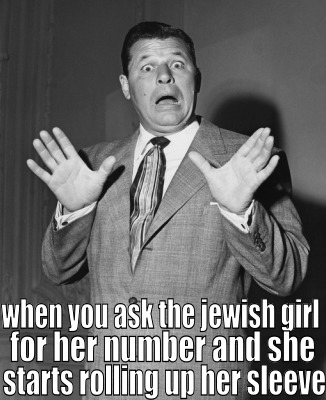 when you ask the jewish girl
for her number and she
starts rolling up her sleeve